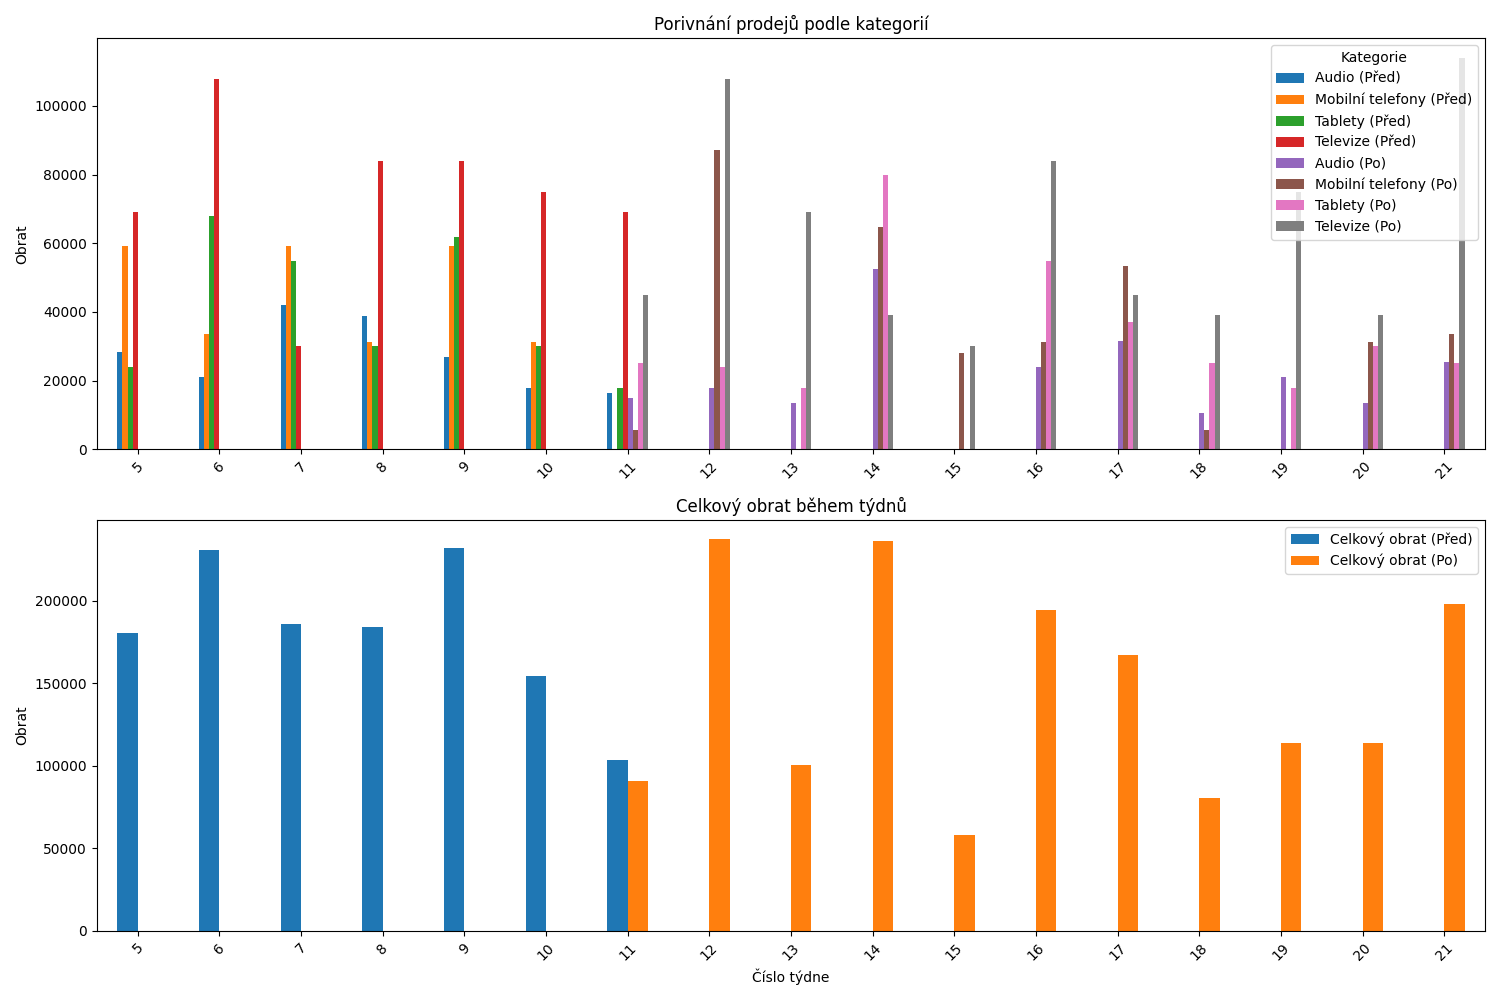 Porivnání prodejů podle kategorií
Obrat
100000
80000
60000
40000
20000
0
Kategorie
Audio (Před)
Mobilní telefony (Před)
Tablety (Před)
Televize (Před)
Audio (Po)
Mobilní telefony (Po)
Tablety (Po)
Televize (Po)
5 6 7 8 9 10 11 12 13 14 15 16 17 18 19 20 21
Celkový obrat během týdnů
Obrat
200000
150000
100000
50000
0
Celkový obrat (Před)
Celkový obrat (Po)
5 6 7 8 9 10 11 12 13 14 15 16 17 18 19 20 21
Číslo týdne